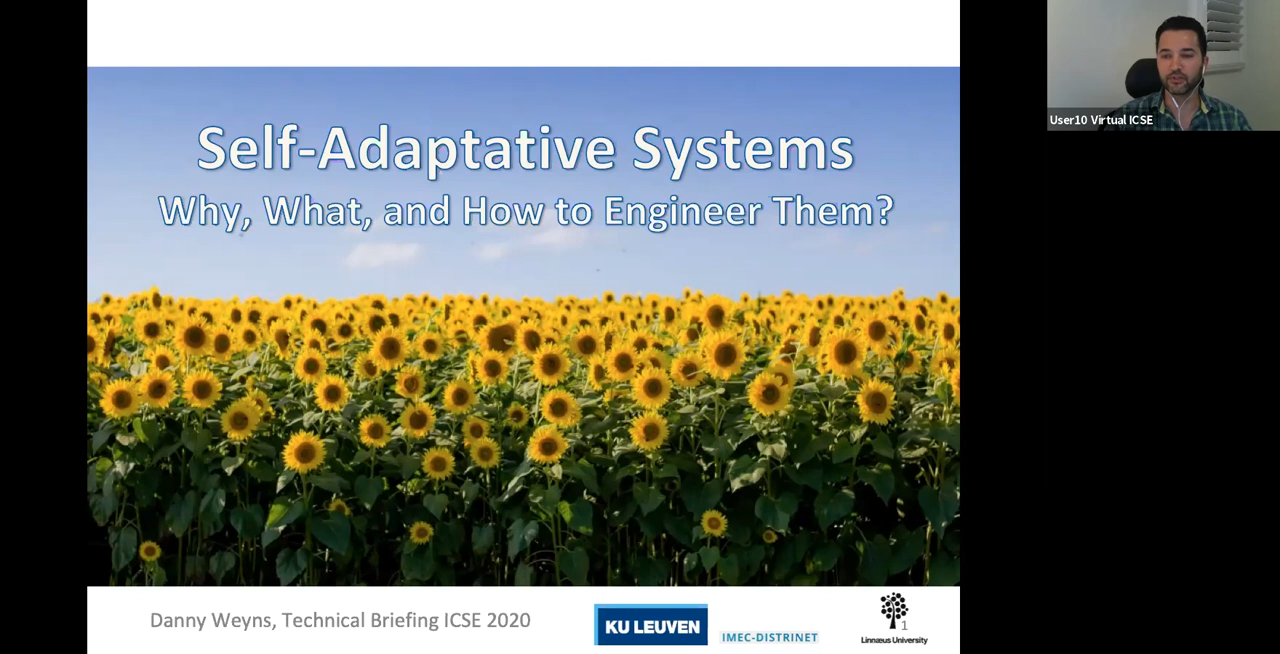 Self-Adaptative Systems
Why, What, and How to Engineer Them?
User10 Virtual ICSE
Danny Weyns, Technical Briefing ICSE 2020
KU LEUVEN
IMEC-DISTRINET
1
Linnæus University